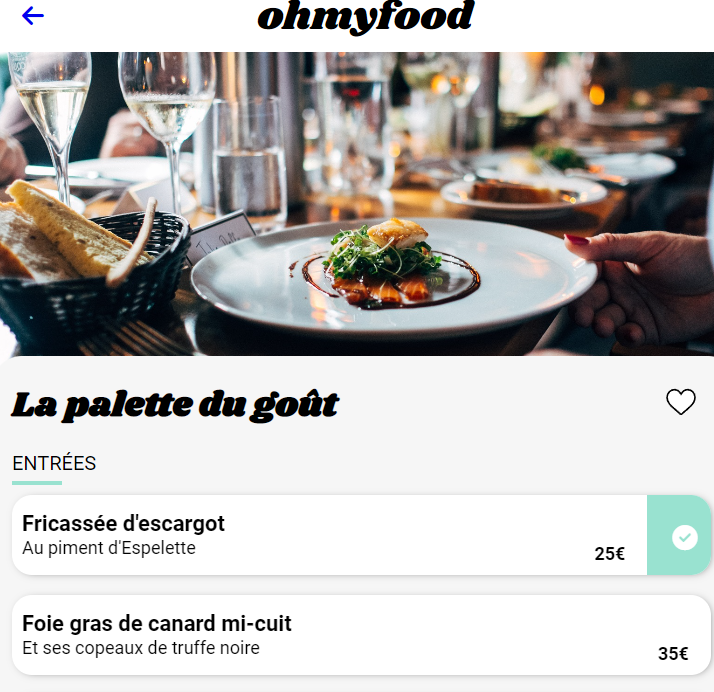 ohmyfood
La palette du goût
ENTRÉES
Fricassée d'escargot
Au piment d'Espelette
25€
Foie gras de canard mi-cuit
Et ses copeaux de truffe noire
35€